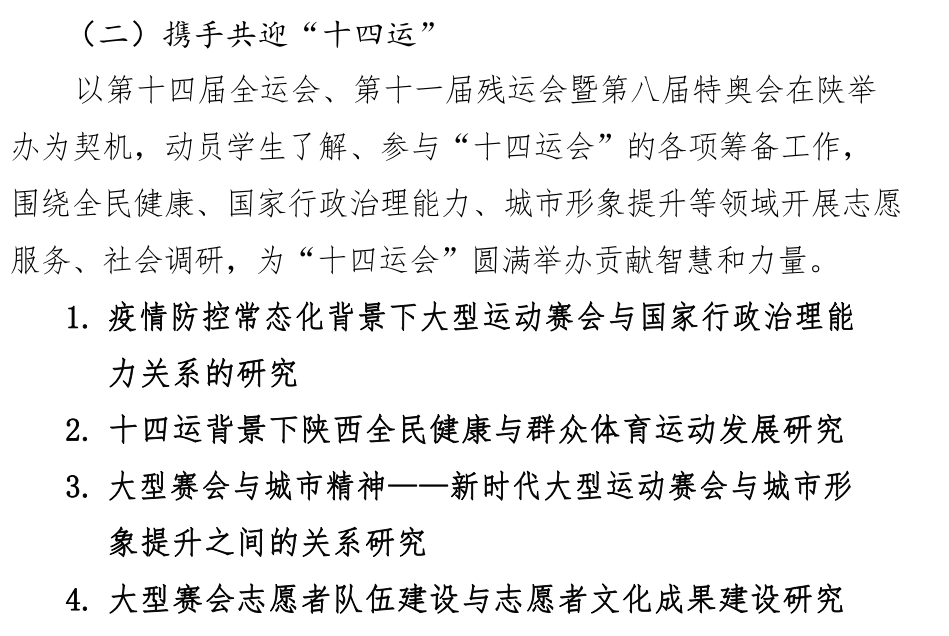 （二）携手共迎“十四运”
以第十四届全运会、第十一届残运会暨第八届特奥会在陕举
办为契机，动员学生了解、参与“十四运会”的各项筹备工作，
围绕全民健康、国家行政治理能力、城市形象提升等领域开展志愿
服务、社会调研，为“十四运会”圆满举办贡献智慧和力量。
1. 疫情防控常态化背景下大型运动赛会与国家行政治理能
力关系的研究
2. 十四运背景下陕西全民健康与群众体育运动发展研究
3. 大型赛会与城市精神——新时代大型运动赛会与城市形
象提升之间的关系研究
4. 大型赛会志愿者队伍建设与志愿者文化成果建设研究